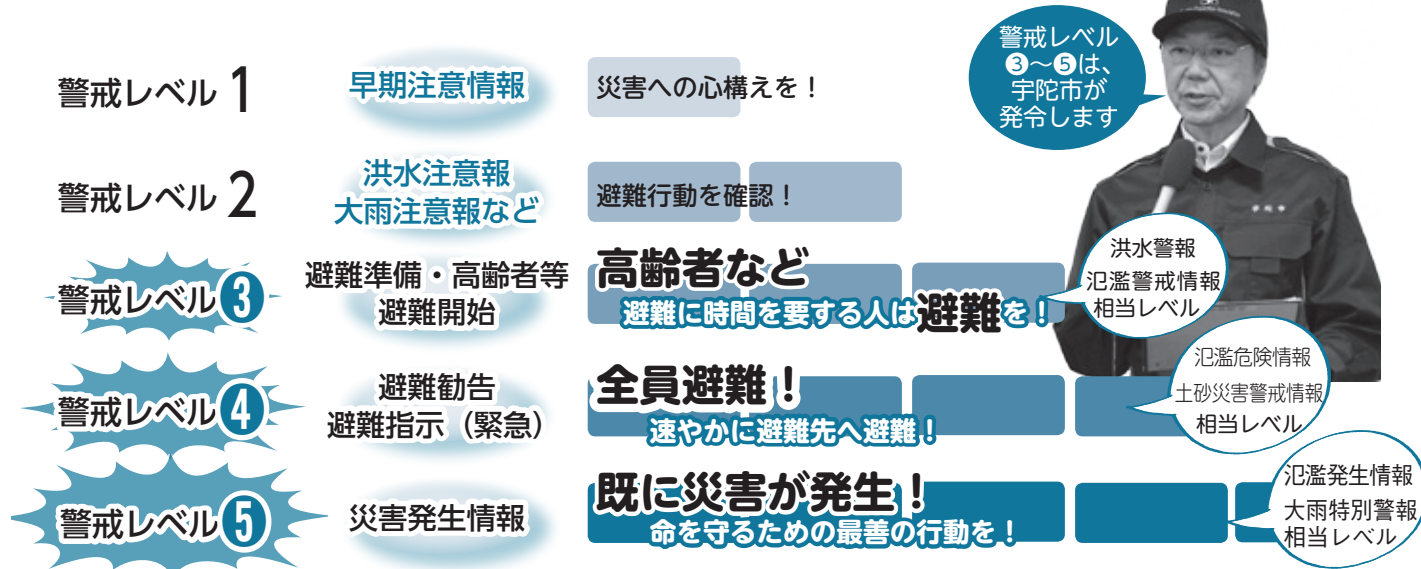 警戒レベル 1
早期注意情報
災害への心構えを！
警戒レベル
❸～❺は、
宇陀市が
発令します
警戒レベル 2
洪水注意報
大雨注意報など
避難行動を確認！
警戒レベル❸
避難準備・高齢者等
避難開始
高齢者など
避難に時間を要する人は避難を！
洪水警報
氾濫警戒情報
相当レベル
警戒レベル❹
避難勧告
避難指示（緊急）
全員避難！
速やかに避難先へ避難！
氾濫危険情報
土砂災害警戒情報
相当レベル
警戒レベル❺
災害発生情報
既に災害が発生！
命を守るための最善の行動を！
氾濫発生情報
大雨特別警報
相当レベル